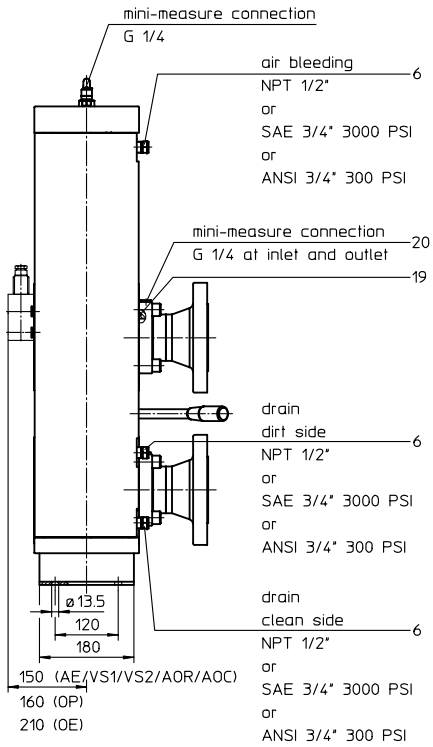 mini-measure connection
G 1/4
air bleeding
6
NPT 1/2"
or
SAE 3/4" 3000 PSI
or
ANSI 3/4" 300 PSI
mini-measure connection
20
G 1/4 at inlet and outlet
19
drain
dirt side
6
NPT 1/2"
or
SAE 3/4" 3000 PSI
or
ANSI 3/4" 300 PSI
drain
clean side
6
NPT 1/2"
or
SAE 3/4" 3000 PSI
or
ANSI 3/4" 300 PSI
ø13.5
120
180
150 (AE/VS1/VS2/AOR/AOC)
160 (OP)
210 (OE)